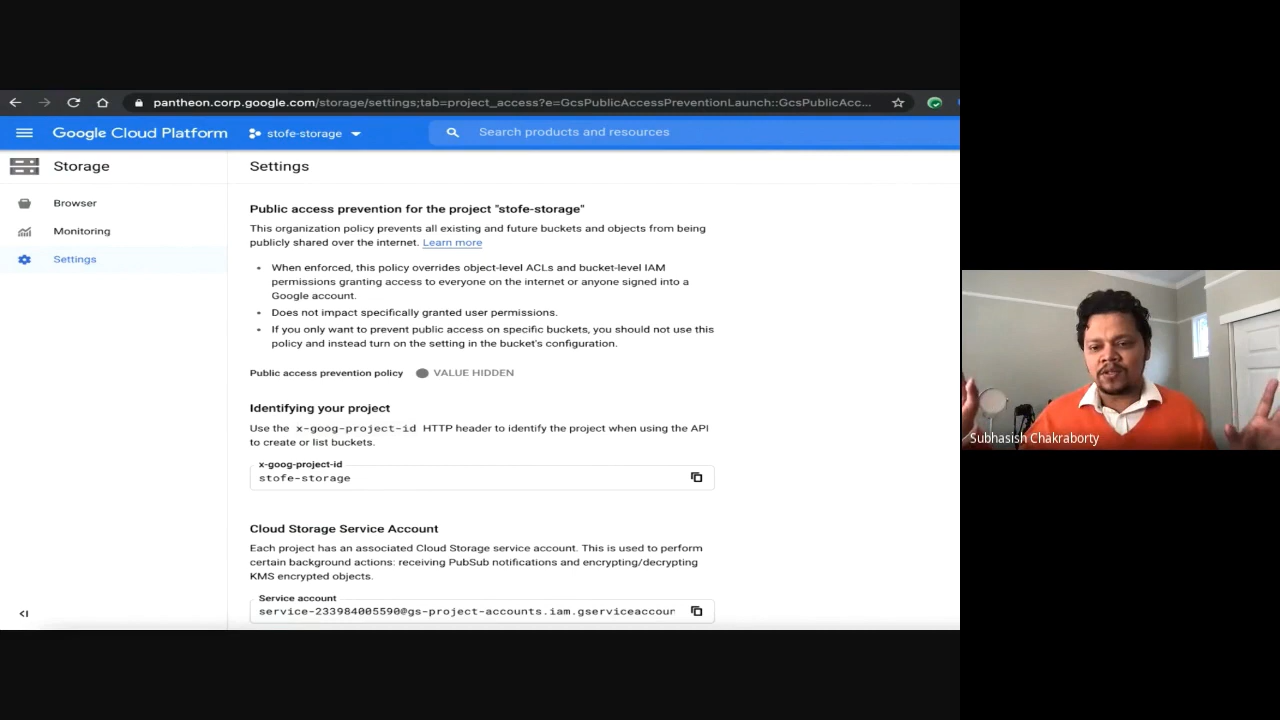 pantheon.corp.google.com/storage/settings;tab=project_access?e=GcsPublicAccessPreventionLaunch::GcsPublicAcc...
Google Cloud Platform
stofe-storage
Search products and resources
Storage
Settings
Browser
Monitoring
Settings
Public access prevention for the project "stofe-storage"
This organization policy prevents all existing and future buckets and objects from being
publicly shared over the internet. Learn more
• When enforced, this policy overrides object-level ACLs and bucket-level IAM
permissions granting access to everyone on the internet or anyone signed into a
Google account.
• Does not impact specifically granted user permissions.
• If you only want to prevent public access on specific buckets, you should not use this
policy and instead turn on the setting in the bucket's configuration.
Public access prevention policy VALUE HIDDEN
Identifying your project
Use the x-goog-project-id HTTP header to identify the project when using the API
to create or list buckets.
x-goog-project-id
stofe-storage
Cloud Storage Service Account
Each project has an associated Cloud Storage service account. This is used to perform
certain background actions: receiving PubSub notifications and encrypting/decrypting
KMS encrypted objects.
Service account
service-233984005590@gs-project-accounts.iam.gserviceaccour
Subhasish Chakraborty